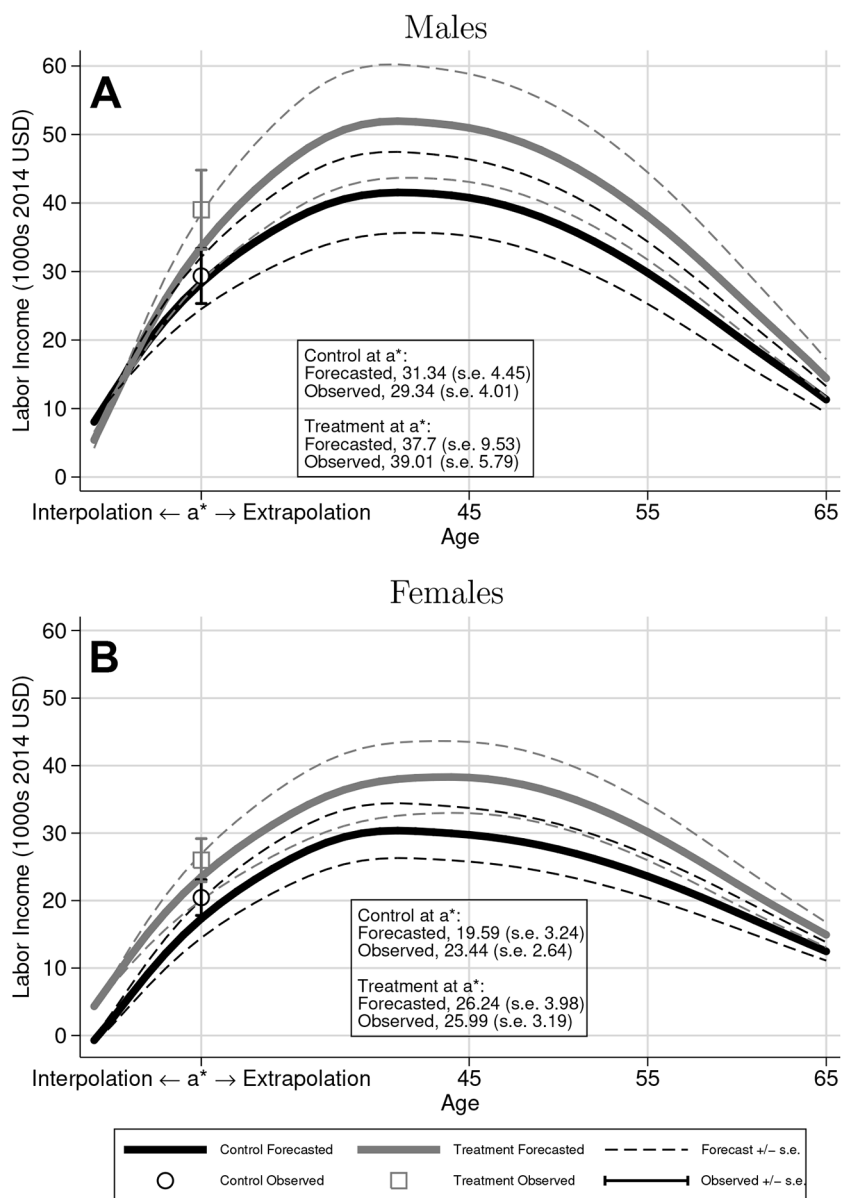 Males
A
Labor Income (1000s 2014 USD)
60
50
40
30
20
10
0
Control at a*:
Forecasted, 31.34 (s.e. 4.45)
Observed, 29.34 (s.e. 4.01)
Treatment at a*:
Forecasted, 37.7 (s.e. 9.53)
Observed, 39.01 (s.e. 5.79)
Interpolation ← a* → Extrapolation 45 55 65
Age
Females
B
Labor Income (1000s 2014 USD)
60
50
40
30
20
10
0
Control at a*:
Forecasted, 19.59 (s.e. 3.24)
Observed, 23.44 (s.e. 2.64)
Treatment at a*:
Forecasted, 26.24 (s.e. 3.98)
Observed, 25.99 (s.e. 3.19)
Interpolation ← a* → Extrapolation 45 55 65
Age
Control Forecasted Treatment Forecasted Forecast +/− s.e.
Control Observed Treatment Observed Observed +/− s.e.